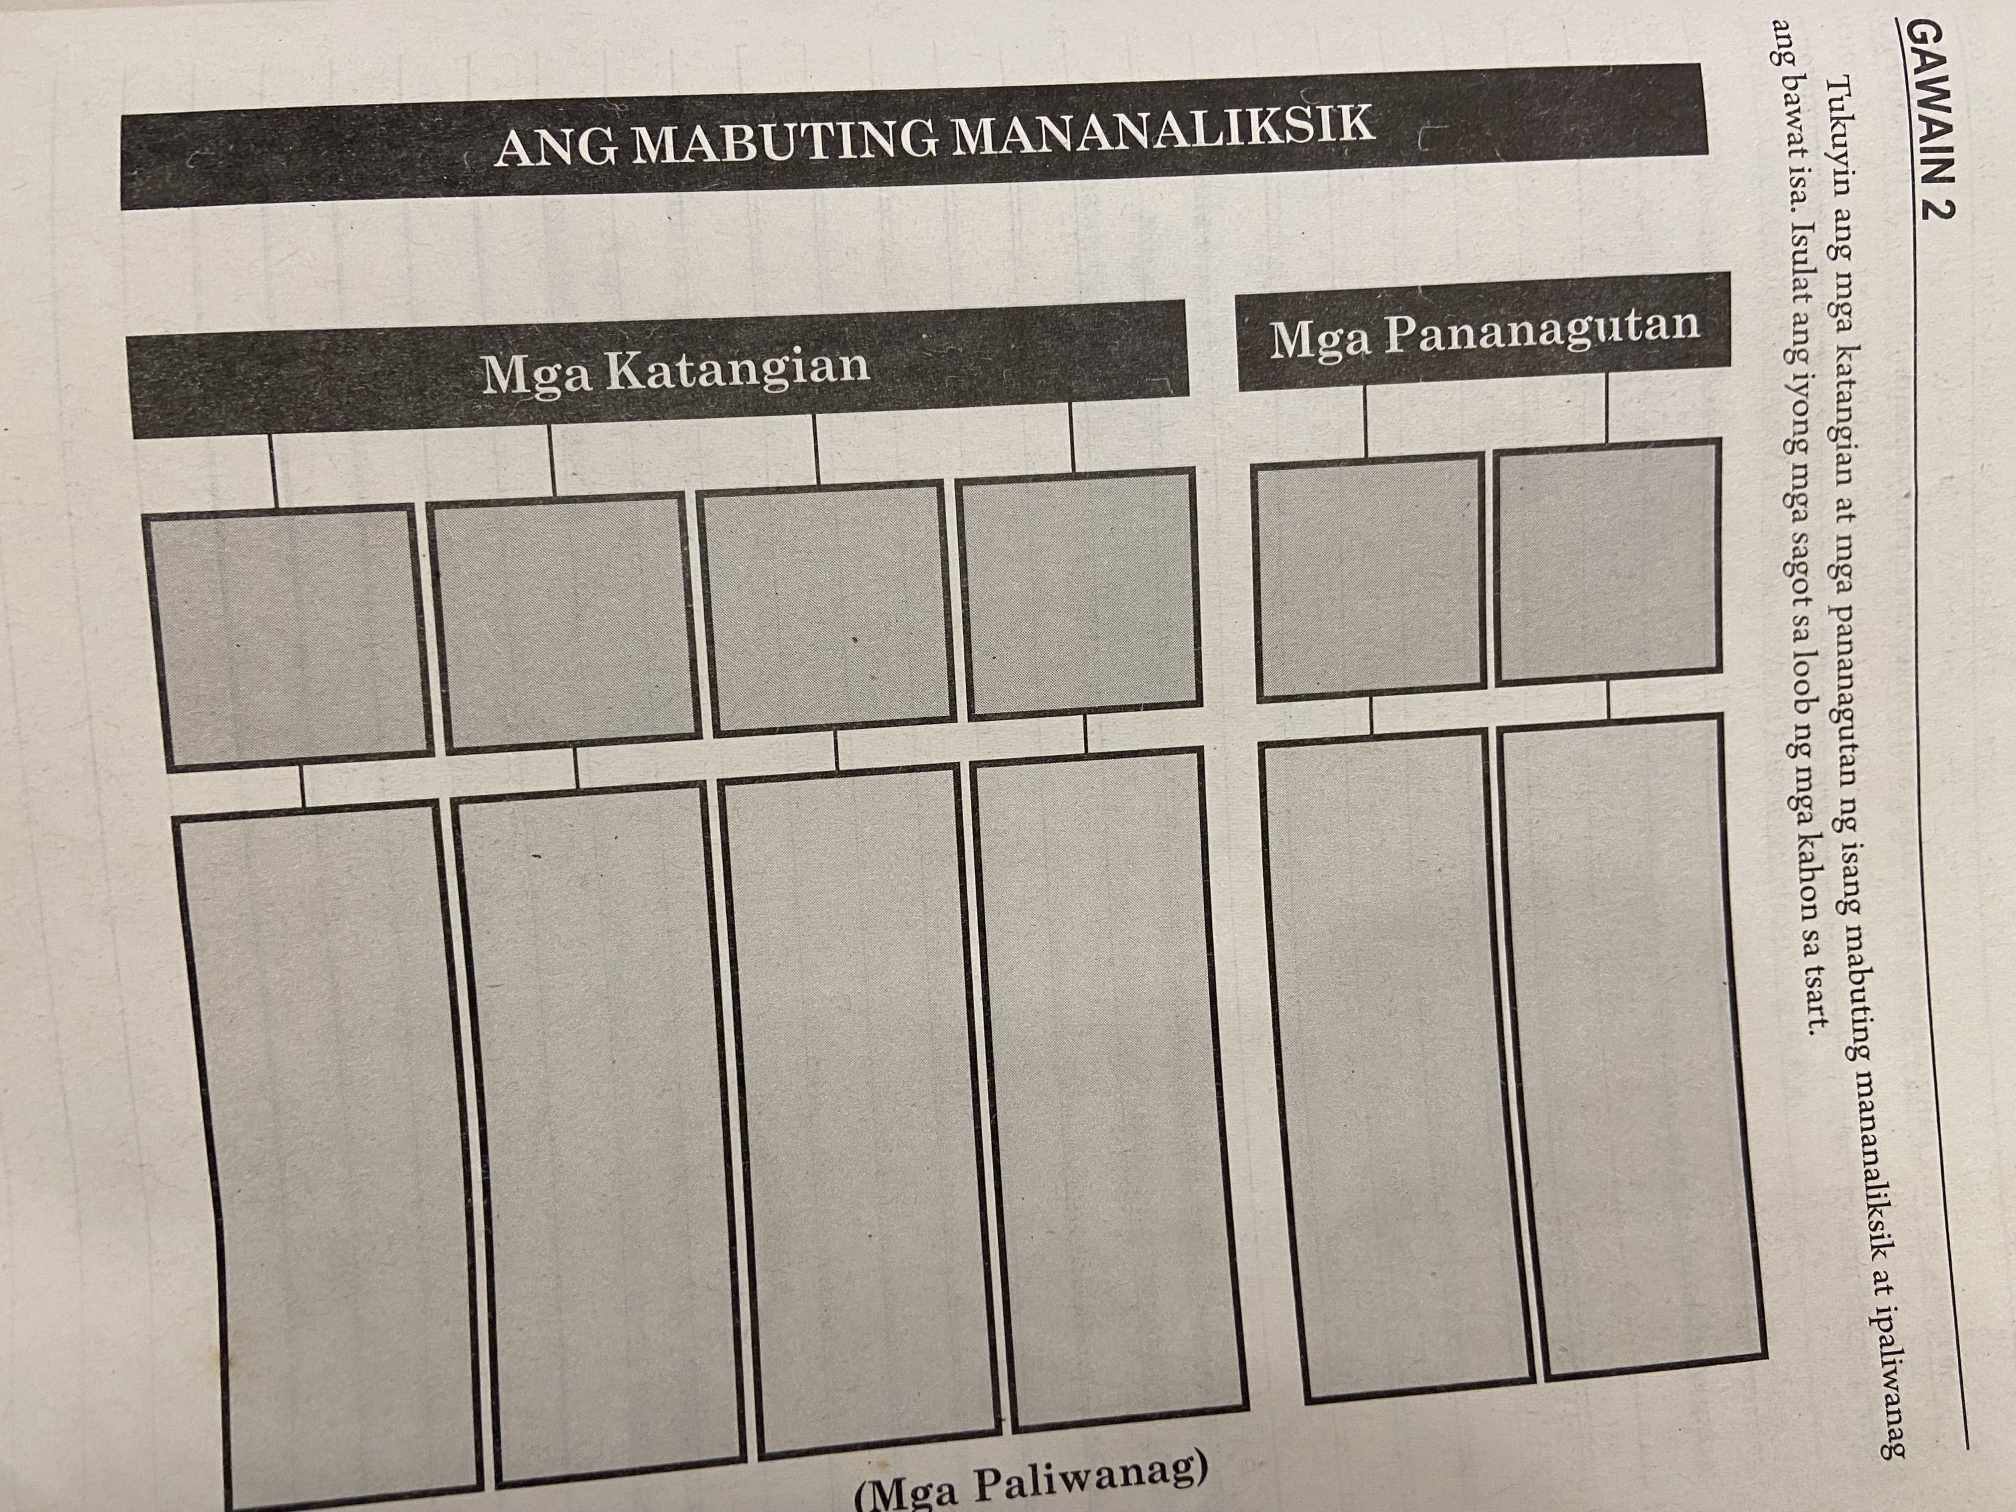 GAWAIN 2
Tukuyin ang mga katangian at mga pananagutan ng isang mabuting mananaliksik at ipaliwanag
ang bawat isa. Isulat ang iyong mga sagot sa loob ng mga kahon sa tsart.
ANG MABUTING MANANALIKSIK
Mga Katangian
Mga Pananagutan
(Mga Paliwanag)